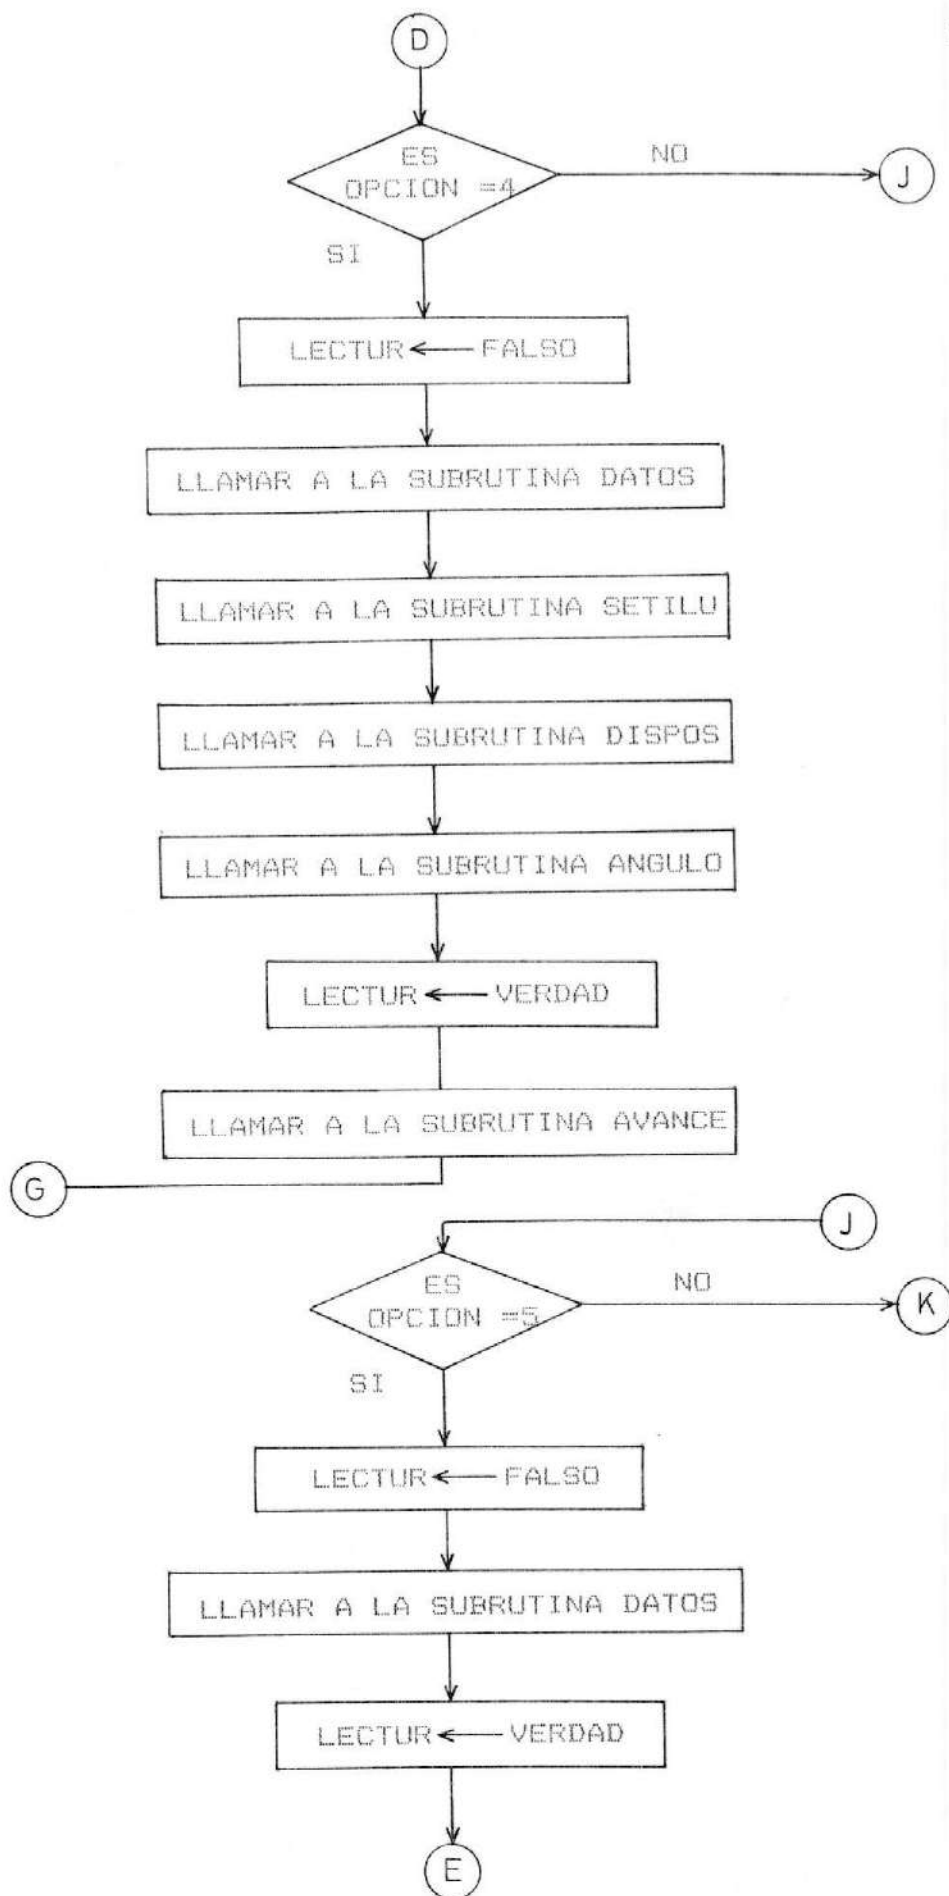 D
ES
OPCION =4
NO
J
SI
LECTUR ← FALSO
LLAMAR A LA SUBRUTINA DATOS
LLAMAR A LA SUBRUTINA SETILU
LLAMAR A LA SUBRUTINA DISPOS
LLAMAR A LA SUBRUTINA ANGULO
LECTUR ← VERDAD
LLAMAR A LA SUBRUTINA AVANCE
G
J
ES
OPCION =5
NO
K
SI
LECTUR ← FALSO
LLAMAR A LA SUBRUTINA DATOS
LECTUR ← VERDAD
E